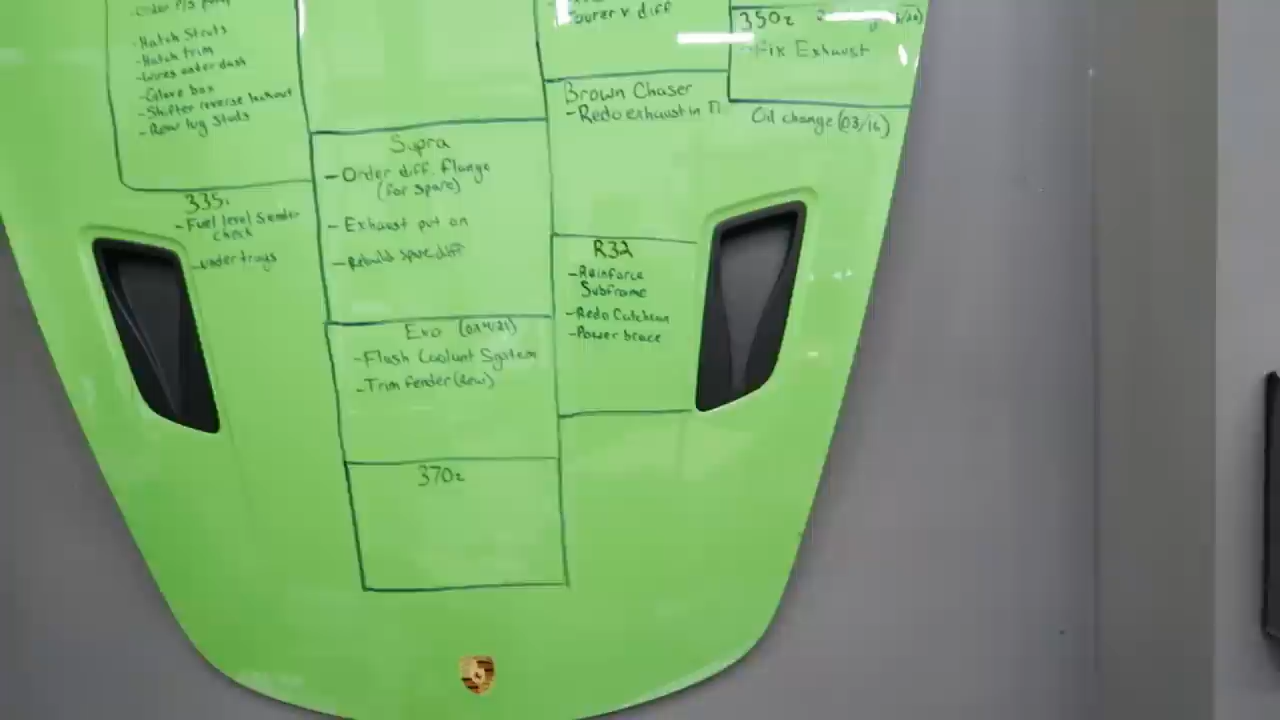 -Hatch Struts
-Hatch trim
-Wires under dash
-Glove box
-Shifter reverse lockout
-Rear lug studs
335i
-Fuel level Sender
check
-under trays
Supra
-Order diff. flange
(for spare)
-Exhaust put on
-Rebuild spare diff
Evo
-Flush Coolant System
-Trim fender (Rew)
370z
Tourer V diff
Brown Chaser
-Redo exhaust in
R32
-Reinforce
Subframe
-Redo Catchcan
-Power brace
350z
-Fix Exhaust
Oil change (03/16)